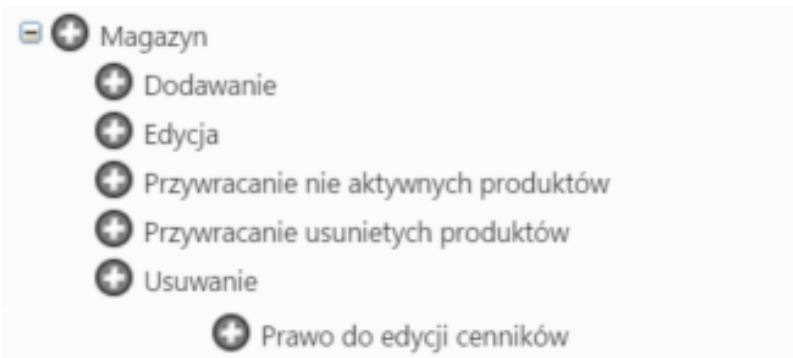 Magazyn
Dodawanie
Edycja
Przywracanie nie aktywnych produktów
Przywracanie usunietych produktów
Usuwanie
Prawo do edycji cenników